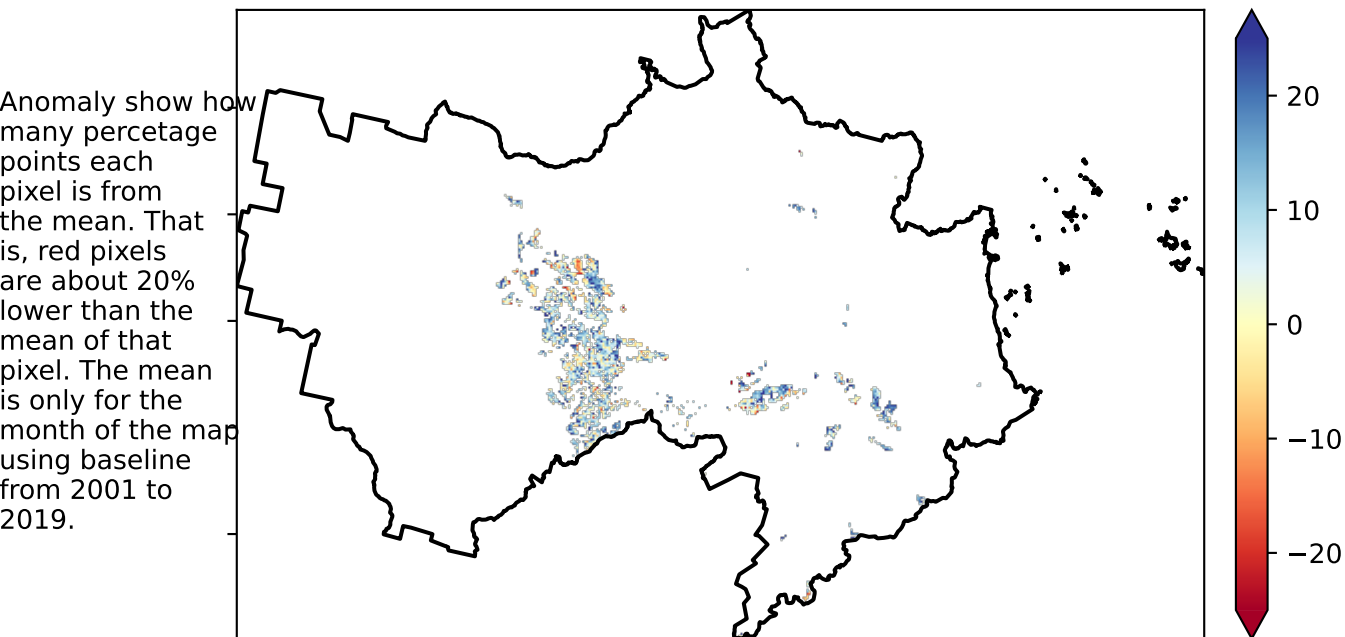 Anomaly show how
many percetage
points each
pixel is from
the mean. That
is, red pixels
are about 20%
lower than the
mean of that
pixel. The mean
is only for the
month of the map
using baseline
from 2001 to
2019.
20
10
0
−10
−20